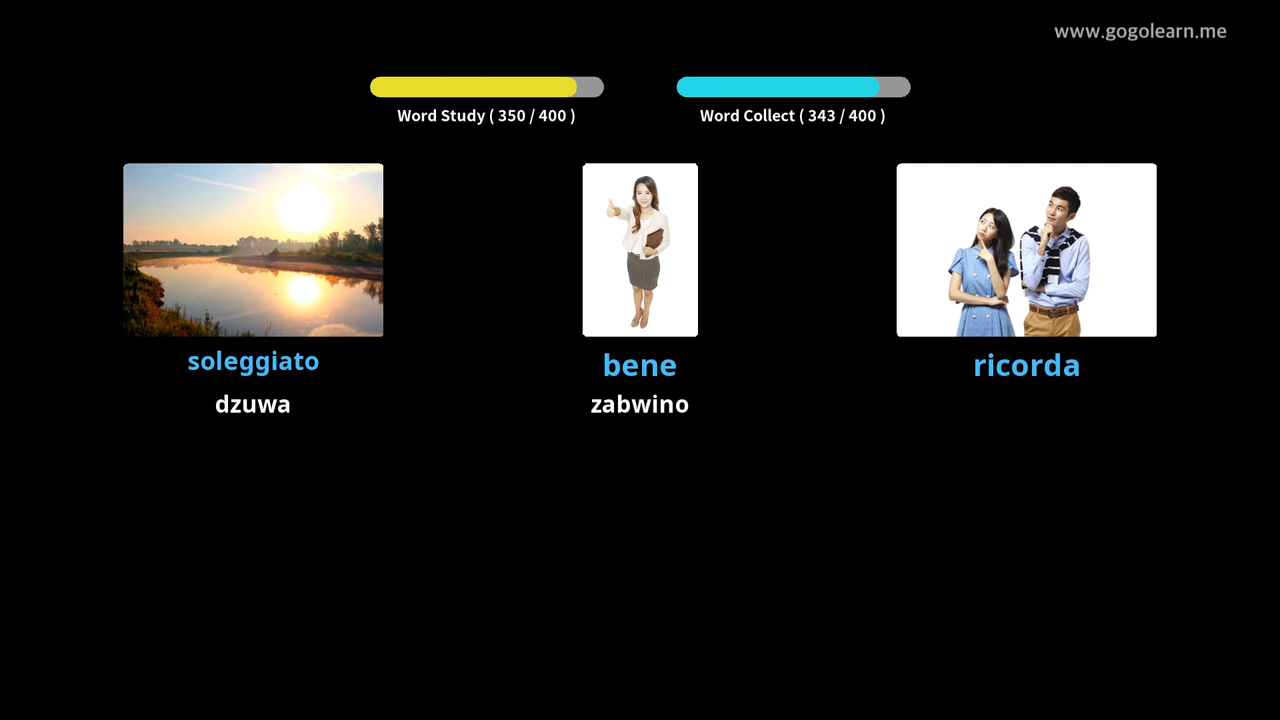 www.gogolearn.me
Word Study ( 350 / 400 )
Word Collect ( 343 / 400 )
soleggiato
dzuwa
bene
zabwino
ricorda